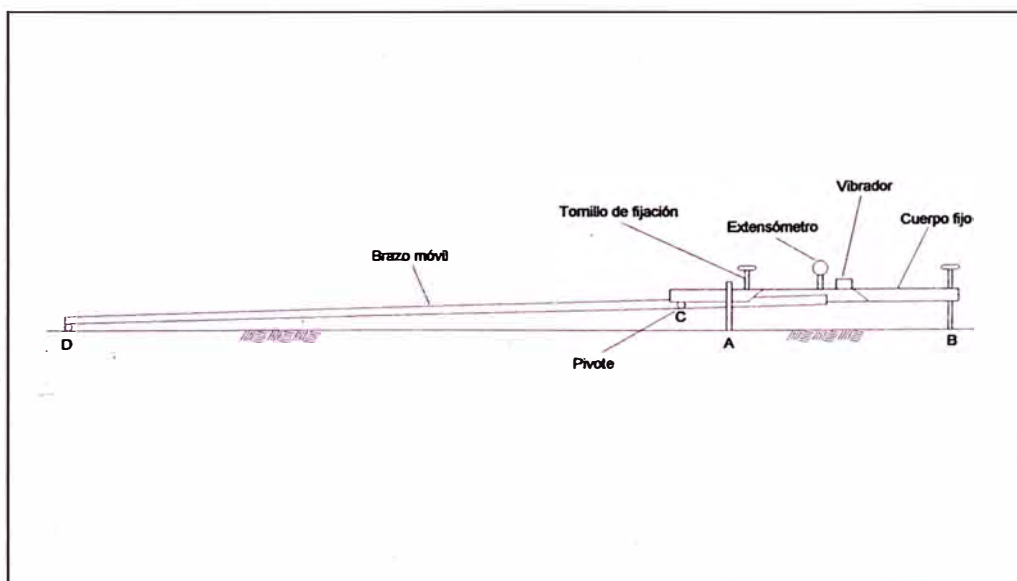 Vibrador
Tornillo de fijación
Extensómetro
Cuerpo fijo
Brazo móvil
D
C
A
B
Pivote